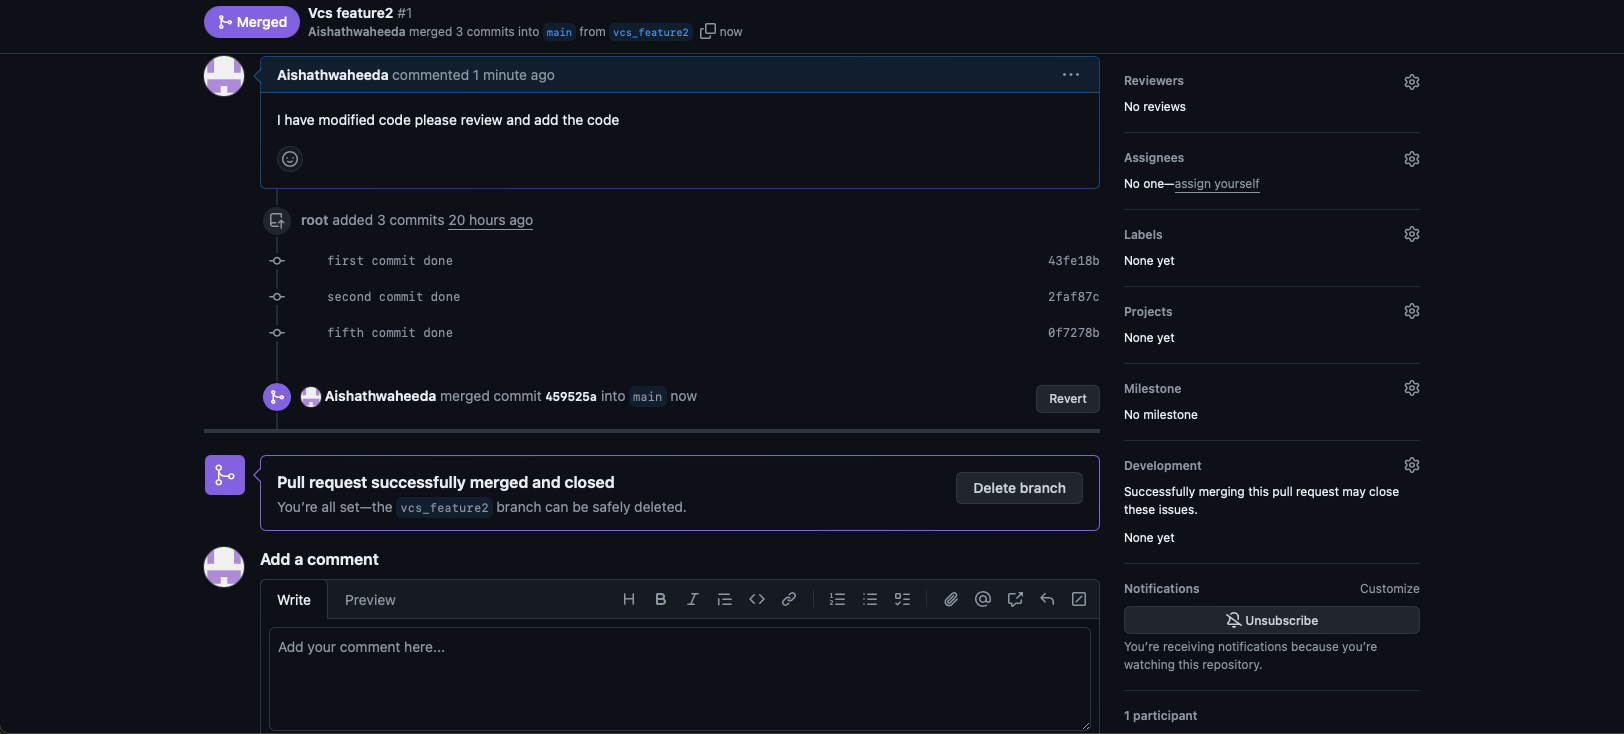 Merged
Vcs feature2 #1
Aishathwaheeda merged 3 commits into main from vcs_feature2 now
Aishathwaheeda commented 1 minute ago
I have modified code please review and add the code
root added 3 commits 20 hours ago
first commit done 43fe18b
second commit done 2faf87c
fifth commit done 0f7278b
Aishathwaheeda merged commit 459525a into main now
Revert
Pull request successfully merged and closed
You're all set—the vcs_feature2 branch can be safely deleted.
Delete branch
Add a comment
Write Preview
Add your comment here...
Reviewers
No reviews
Assignees
No one—assign yourself
Labels
None yet
Projects
None yet
Milestone
No milestone
Development
Successfully merging this pull request may close
these issues.
None yet
Notifications Customize
Unsubscribe
You're receiving notifications because you're
watching this repository.
1 participant